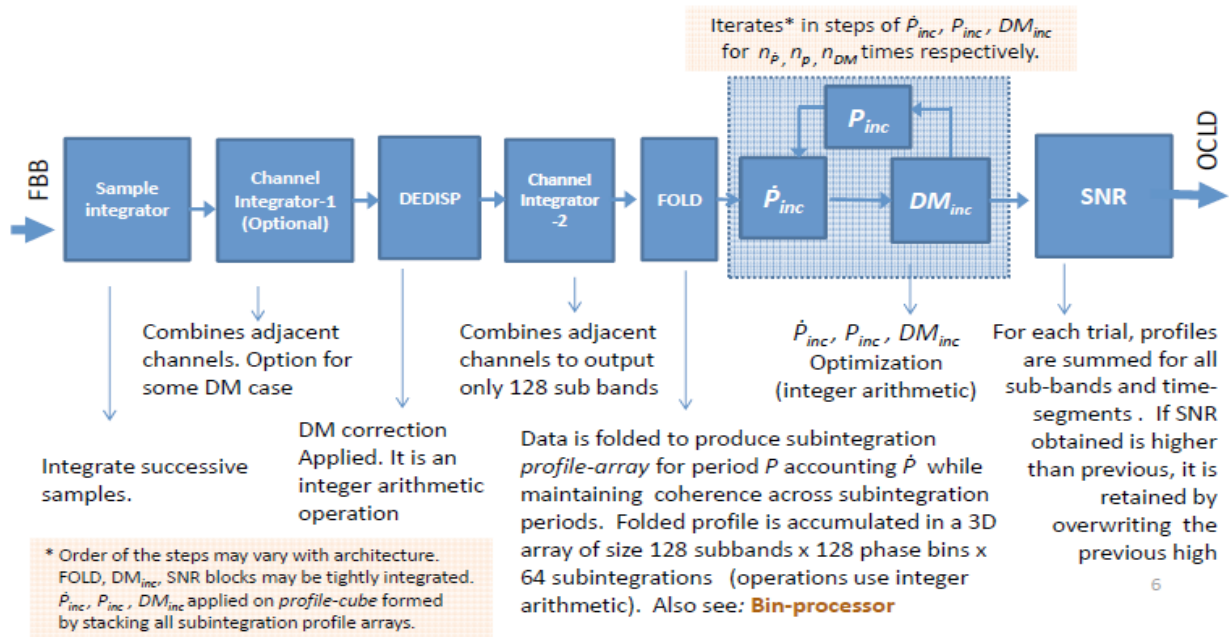 Iterates* in steps of Ṗinc, Pinc, DMinc
for nṖ, np, nDM times respectively.
FBB
Sample
integrator
Channel
Integrator-1
(Optional)
DEDISP
Channel
Integrator
-2
FOLD
Pinc
Ṗinc
DMinc
SNR
OCLD
Combines adjacent
channels. Option for
some DM case
Combines adjacent
channels to output
only 128 sub bands
Ṗinc, Pinc, DMinc
Optimization
(integer arithmetic)
For each trial, profiles
are summed for all
sub-bands and time-
segments . If SNR
obtained is higher
than previous, it is
retained by
overwriting the
previous high
Integrate successive
samples.
DM correction
Applied. It is an
integer arithmetic
operation
Data is folded to produce subintegration
profile-array for period P accounting Ṗ while
maintaining coherence across subintegration
periods. Folded profile is accumulated in a 3D
array of size 128 subbands x 128 phase bins x
64 subintegrations (operations use integer
arithmetic). Also see: Bin-processor
* Order of the steps may vary with architecture.
FOLD, DMinc, SNR blocks may be tightly integrated.
Ṗinc, Pinc, DMinc applied on profile-cube formed
by stacking all subintegration profile arrays.
6